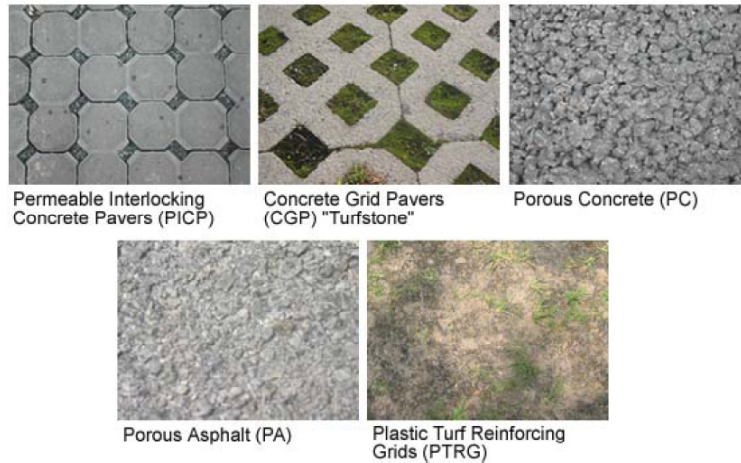 Permeable Interlocking
Concrete Pavers (PICP)
Concrete Grid Pavers
(CGP) "Turfstone"
Porous Concrete (PC)
Porous Asphalt (PA)
Plastic Turf Reinforcing
Grids (PTRG)